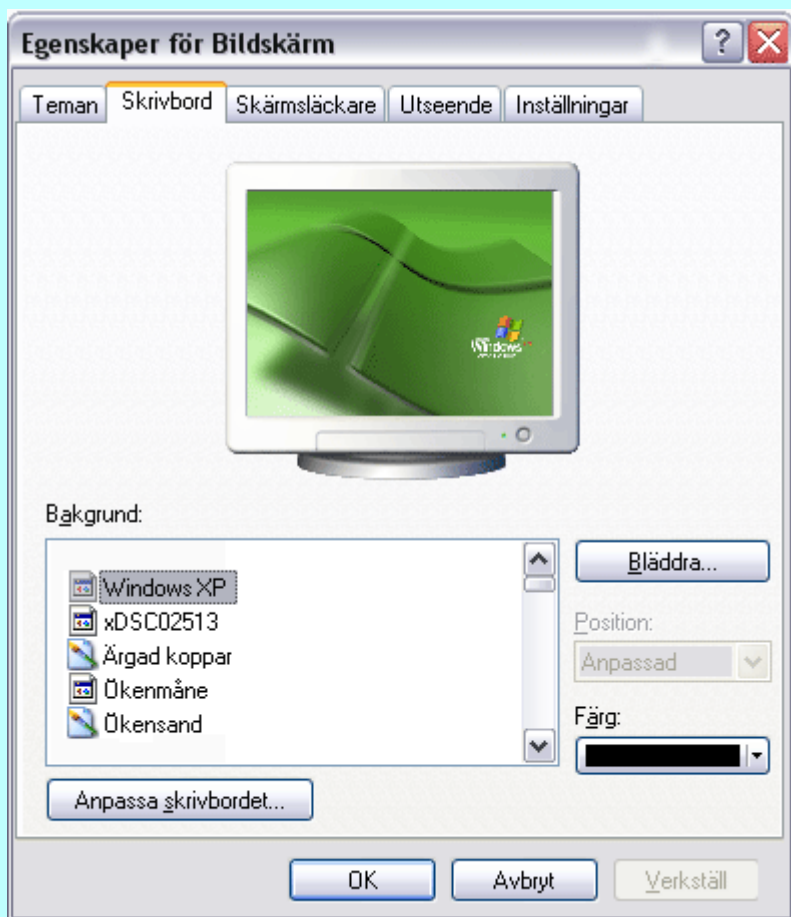 Egenskaper för Bildskärm
Teman Skrivbord Skärmsläckare Utseende Inställningar
Windows
Bakgrund:
Windows XP
xDSC02513
Ärgad koppar
Ökenmåne
Ökensand
Bläddra...
Position:
Anpassad
Färg:
Anpassa skrivbordet...
OK Avbryt Verkställ